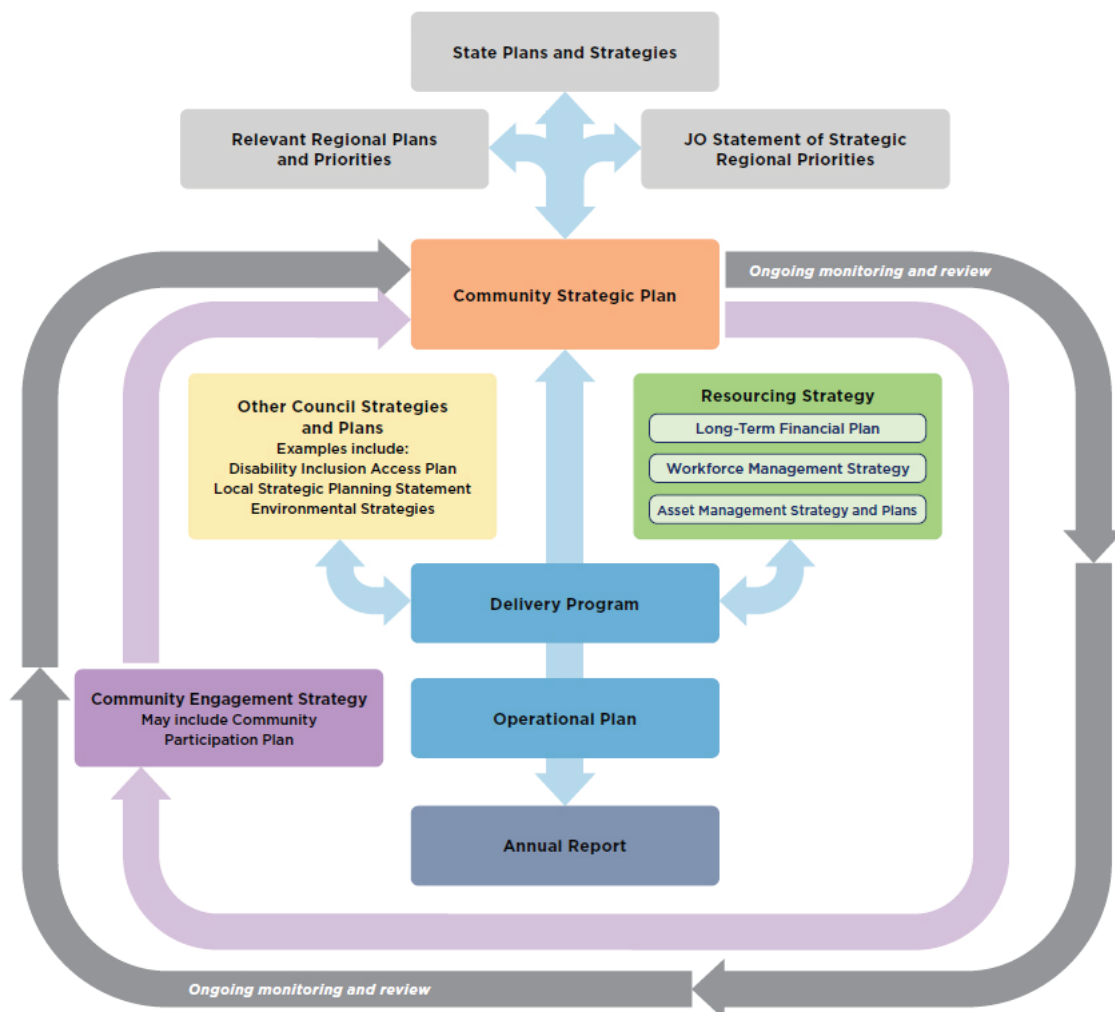 State Plans and Strategies
Relevant Regional Plans
and Priorities
JO Statement of Strategic
Regional Priorities
Community Strategic Plan
Ongoing monitoring and review
Other Council Strategies
and Plans
Examples include:
Disability Inclusion Access Plan
Local Strategic Planning Statement
Environmental Strategies
Resourcing Strategy
Long-Term Financial Plan
Workforce Management Strategy
Asset Management Strategy and Plans
Delivery Program
Community Engagement Strategy
May include Community
Participation Plan
Operational Plan
Annual Report
Ongoing monitoring and review